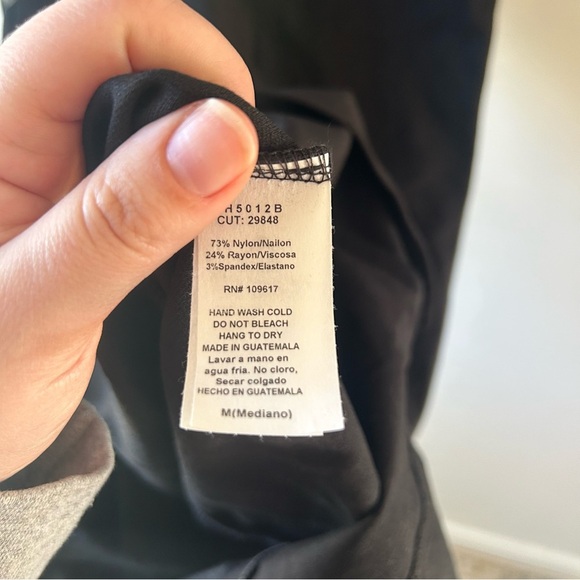 H5012B
CUT: 29848
73% Nylon/Nailon
24% Rayon/Viscosa
3%Spandex/Elastano
RN# 109617
HAND WASH COLD
DO NOT BLEACH
HANG TO DRY
MADE IN GUATEMALA
Lavar a mano en
agua fria. No cloro,
Secar colgado
HECHO EN GUATEMALA
M(Mediano)